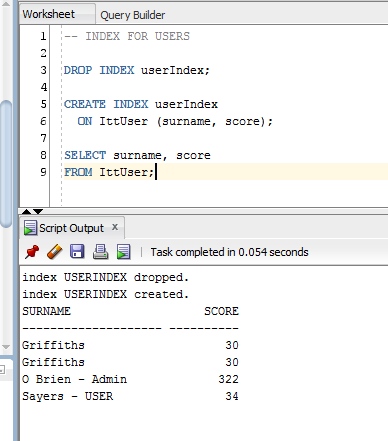 Worksheet Query Builder
1 -- INDEX FOR USERS
2
3 DROP INDEX userIndex;
4
5 CREATE INDEX userIndex
6 ON IttUser (surname, score);
7
8 SELECT surname, score
9 FROM IttUser;
Script Output x
Task completed in 0.054 seconds
index USERINDEX dropped.
index USERINDEX created.
SURNAME SCORE
-------------------- ----------
Griffiths 30
Griffiths 30
O Brien - Admin 322
Sayers - USER 34